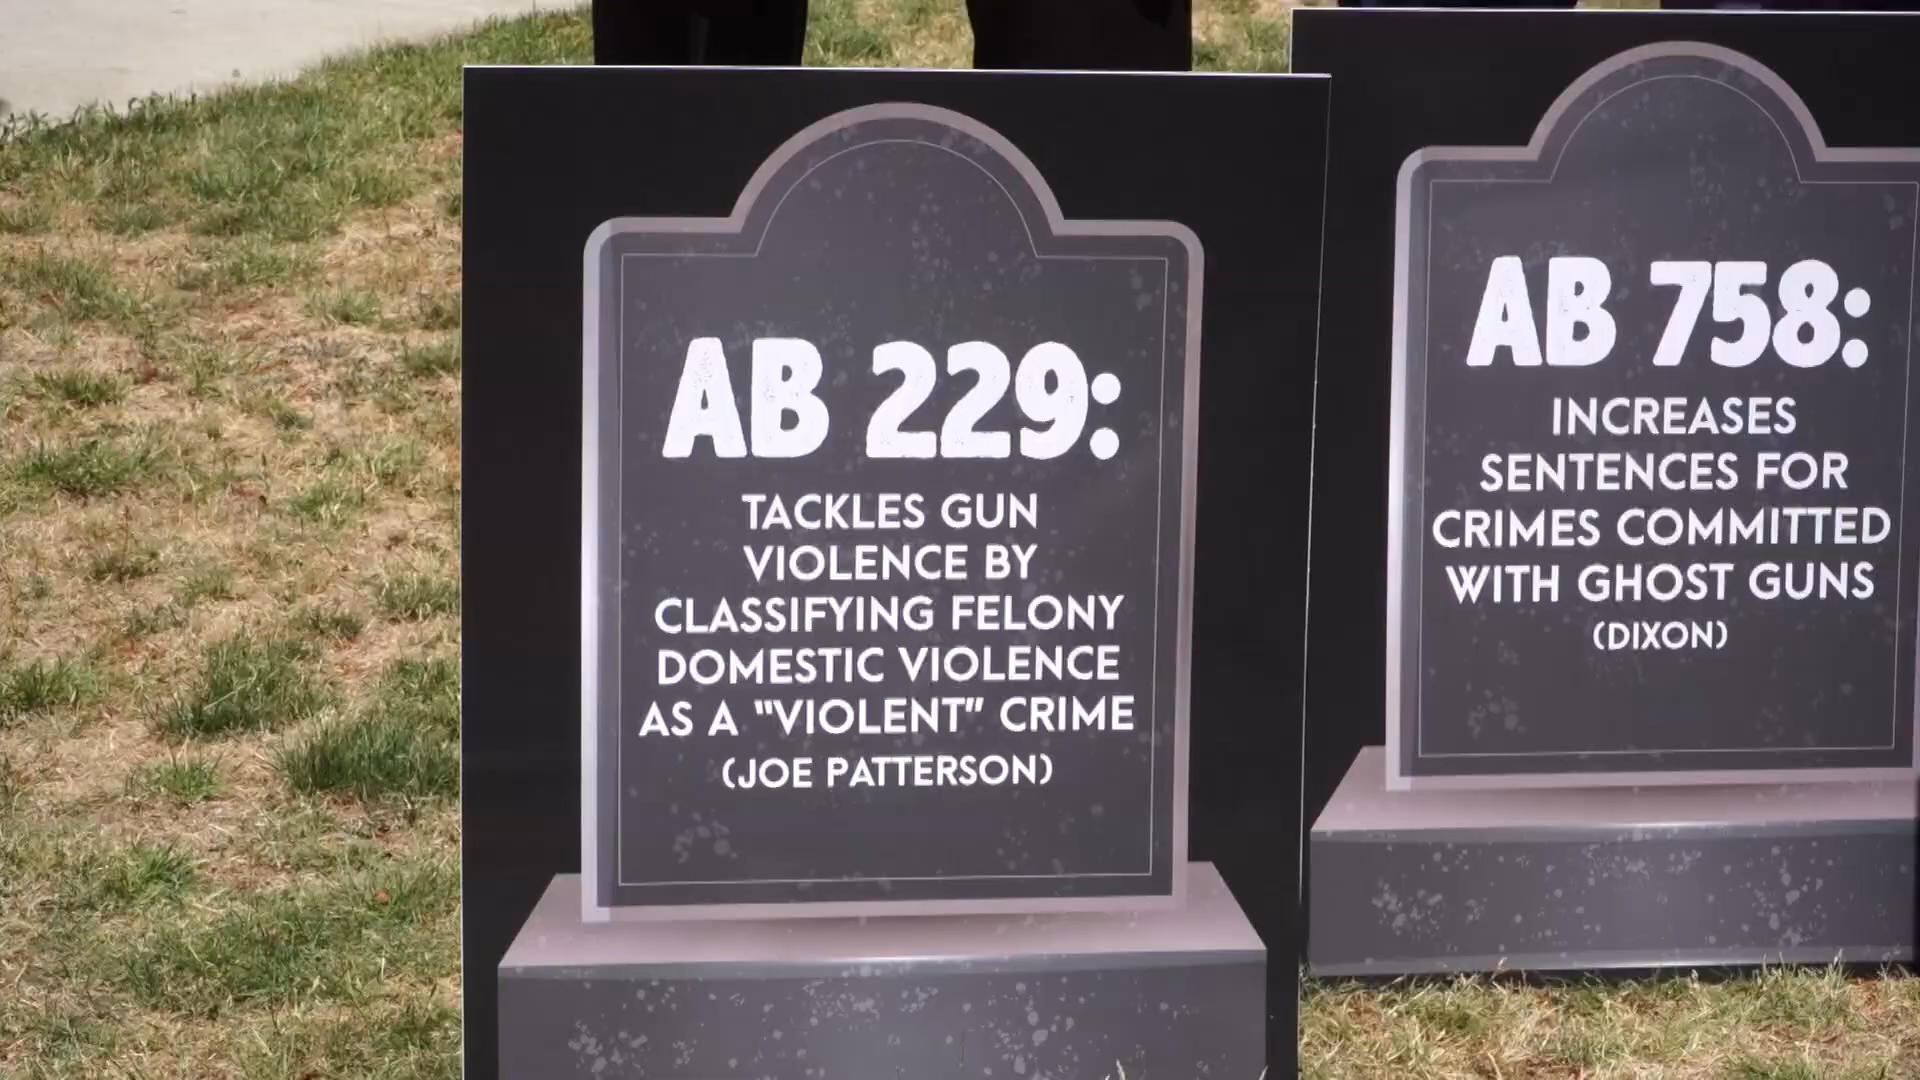 AB 229:
TACKLES GUN
VIOLENCE BY
CLASSIFYING FELONY
DOMESTIC VIOLENCE
AS A "VIOLENT" CRIME
(JOE PATTERSON)
AB 758:
INCREASES
SENTENCES FOR
CRIMES COMMITTED
WITH GHOST GUNS
(DIXON)